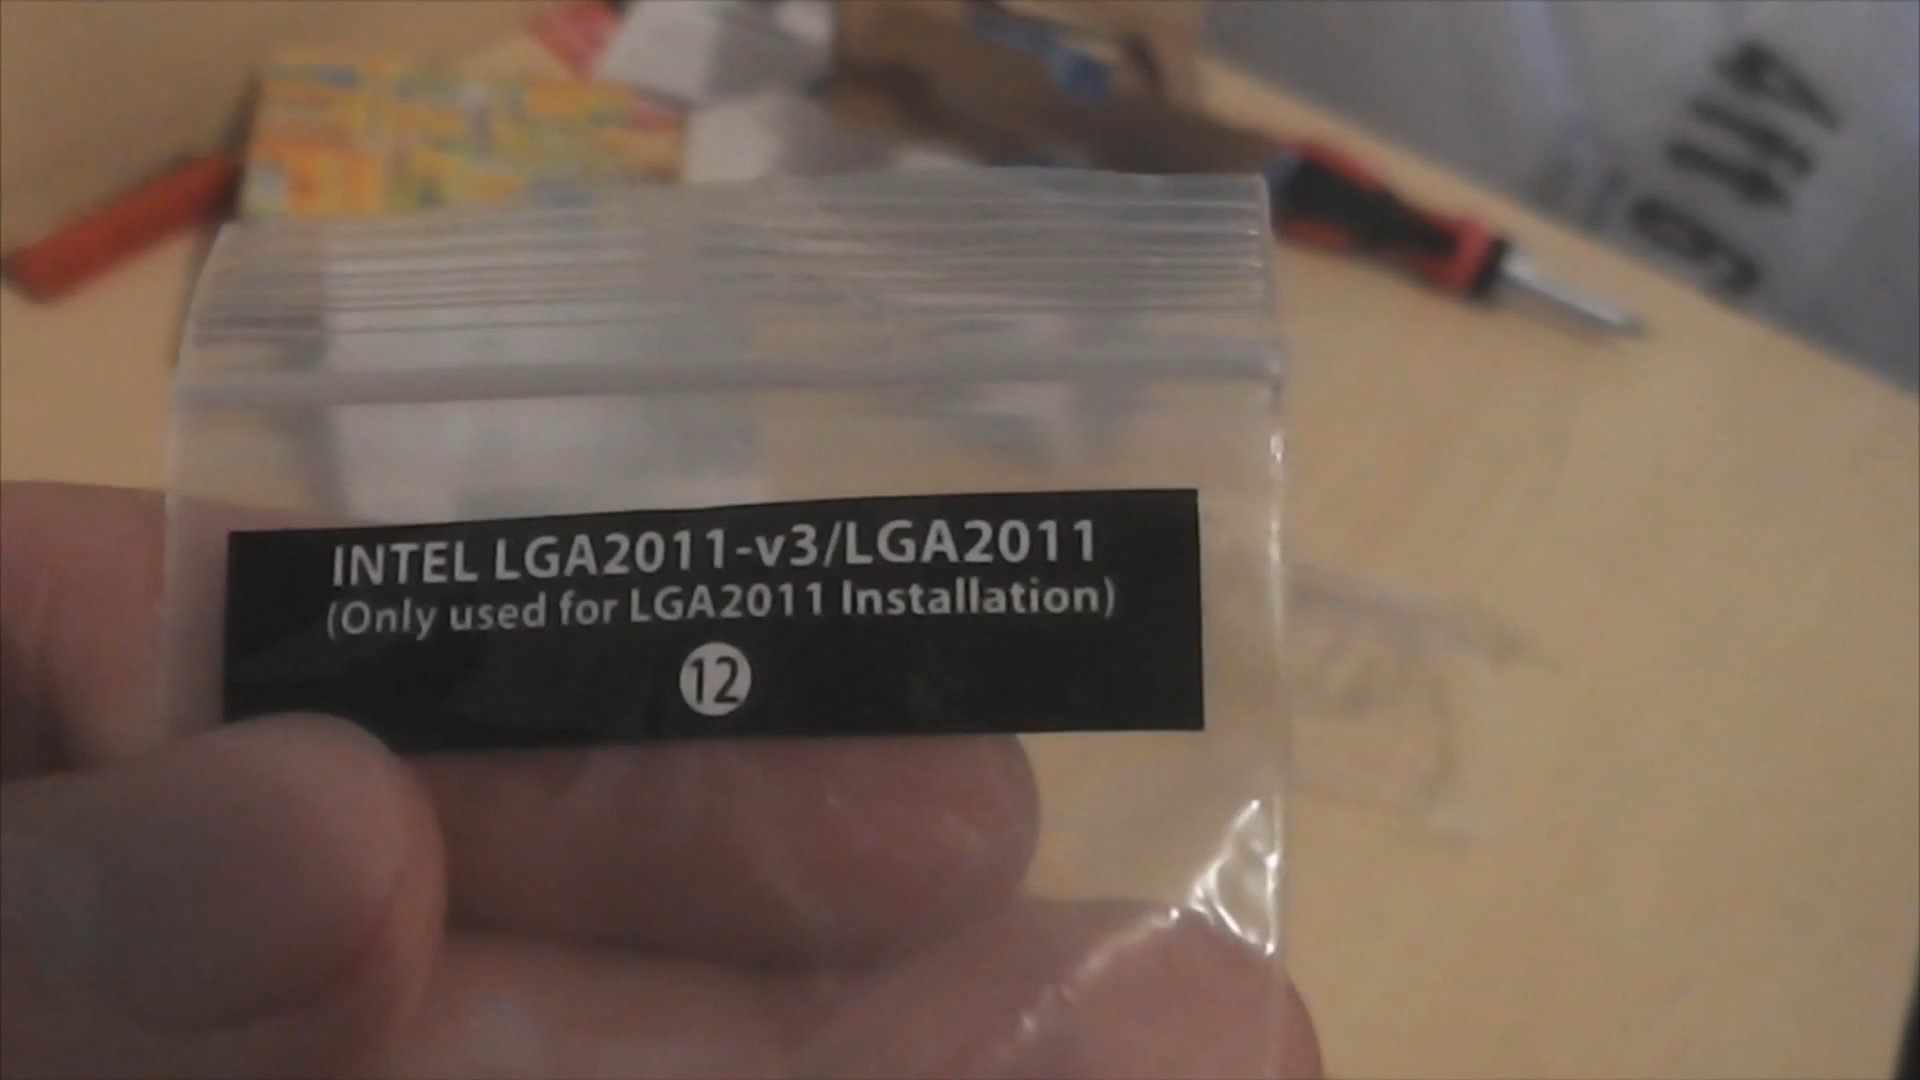 INTEL LGA2011-v3/LGA2011
(Only used for LGA2011 Installation)
12